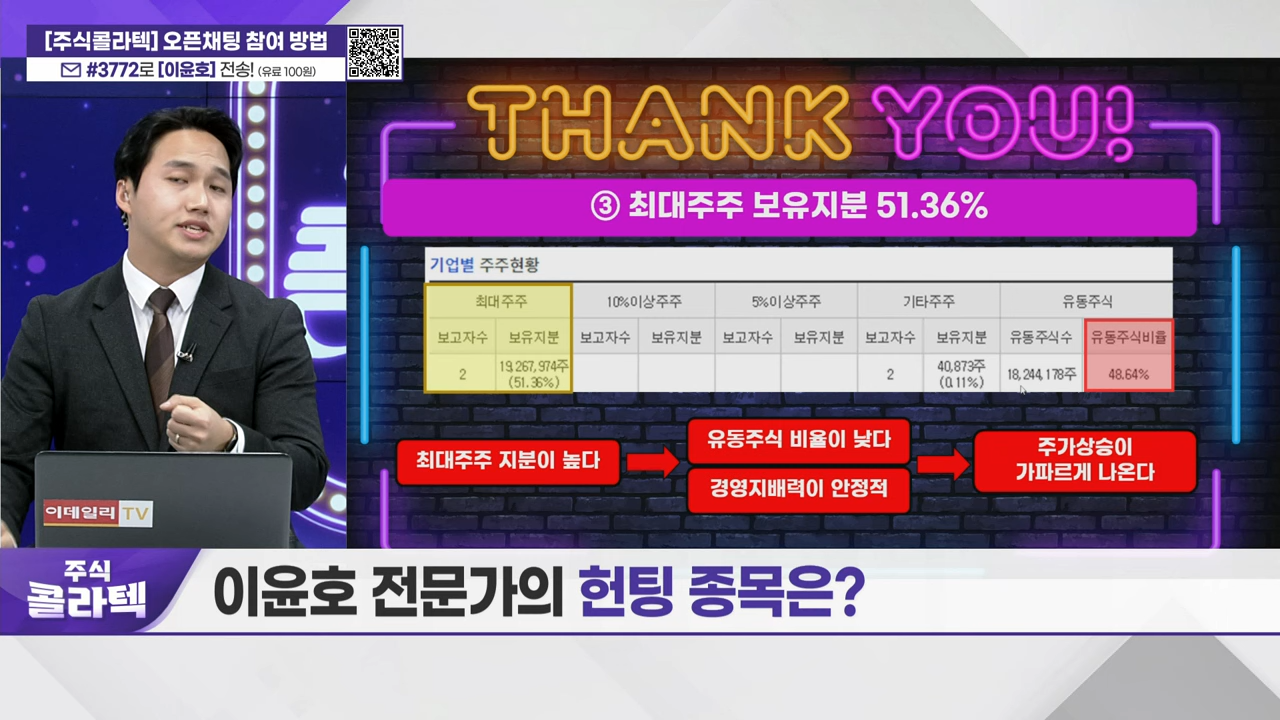 [주식콜라텍] 오픈채팅 참여 방법
#3772로 [이윤호] 전송! (유료 100원)
THANK YOU!
③ 최대주주 보유지분 51.36%
기업별 주주현황
최대주주 10%이상주주 5%이상주주 기타주주 유동주식
보고자수 보유지분 보고자수 보유지분 보고자수 보유지분 보고자수 보유지분 유동주식수 유동주식비율
2 19,267,974주 (51.36%) 2 40,873주 (0.11%) 18,244,178주 48.64%
최대주주 지분이 높다
유동주식 비율이 낮다
경영지배력이 안정적
주가상승이
가파르게 나온다
이데일리 TV
주식
콜라텍
이윤호 전문가의 헌팅 종목은?